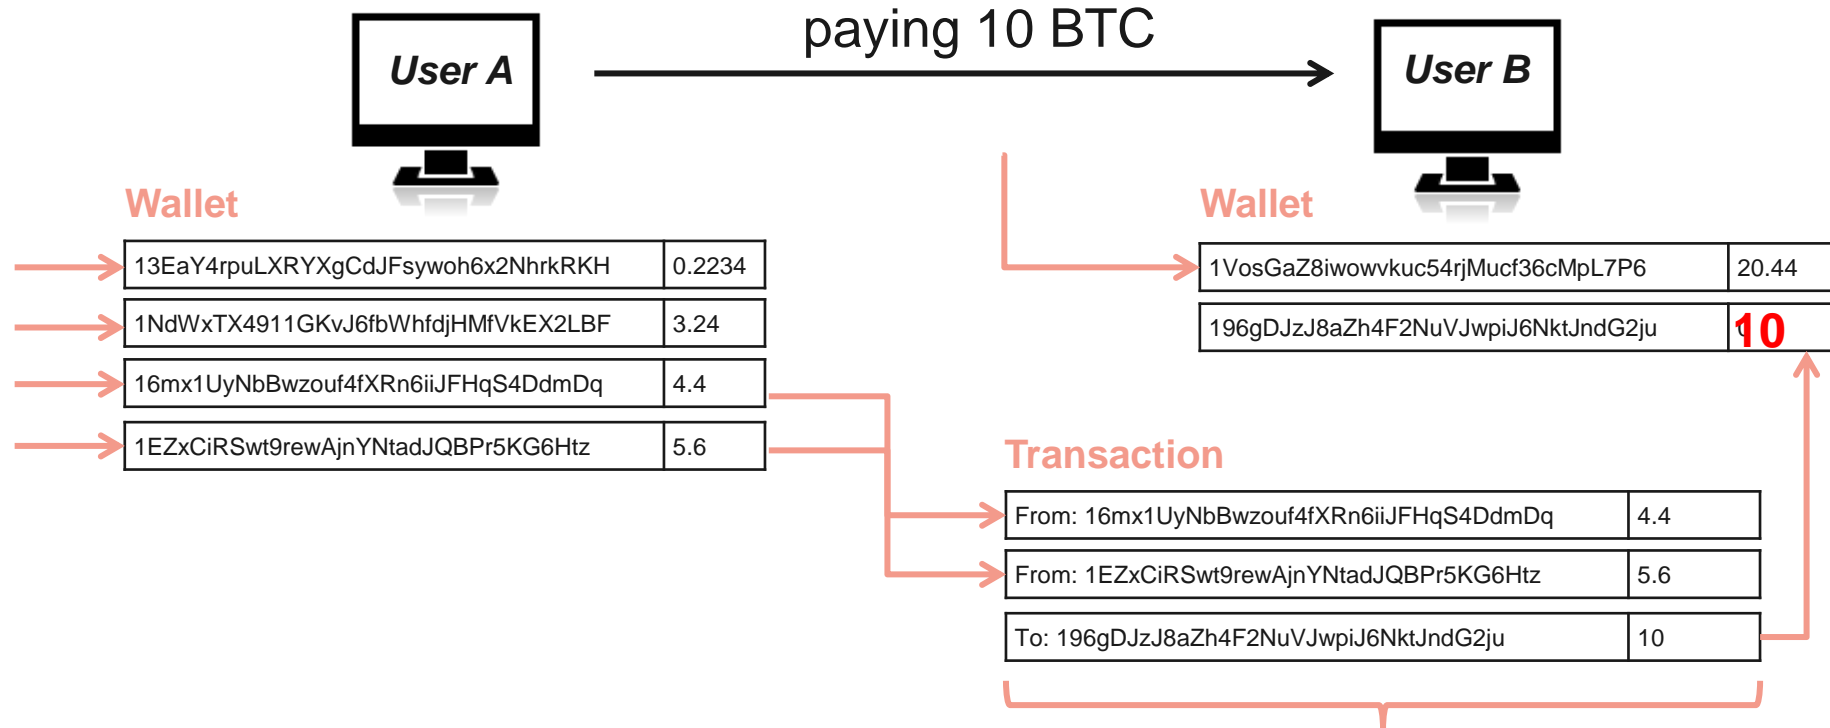 paying 10 BTC
User A
User B
Wallet
13EaY4rpuLXRYXgCdJFsywoh6x2NhrkRKH 0.2234
1NdWxTX4911GKvJ6fbWhfdjHMfVkEX2LBF 3.24
16mx1UyNbBwzouf4fXRn6iiJFHqS4DdmDq 4.4
1EZxCiRSwt9rewAjnYNtadJQBPr5KG6Htz 5.6
Wallet
1VosGaZ8iwowvkuc54rjMucf36cMpL7P6 20.44
196gDJzJ8aZh4F2NuVJwpiJ6NktJndG2ju 10
Transaction
From: 16mx1UyNbBwzouf4fXRn6iiJFHqS4DdmDq 4.4
From: 1EZxCiRSwt9rewAjnYNtadJQBPr5KG6Htz 5.6
To: 196gDJzJ8aZh4F2NuVJwpiJ6NktJndG2ju 10